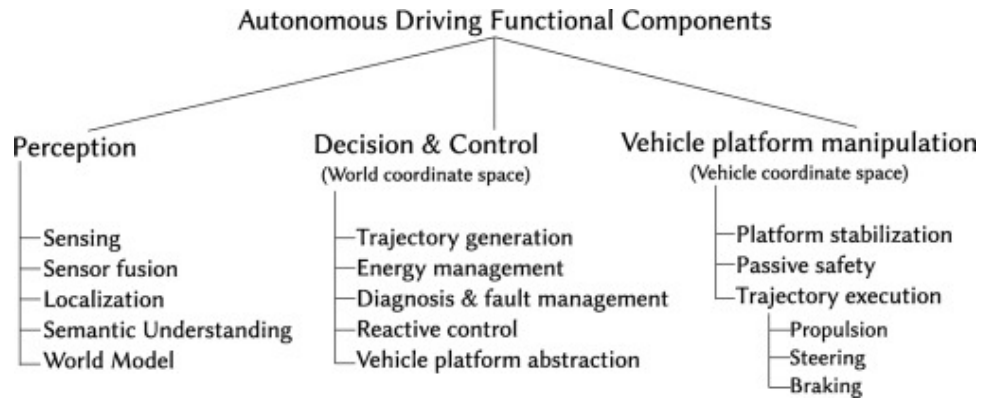 Autonomous Driving Functional Components
Perception
Sensing
Sensor fusion
Localization
Semantic Understanding
World Model
Decision & Control
(World coordinate space)
Trajectory generation
Energy management
Diagnosis & fault management
Reactive control
Vehicle platform abstraction
Vehicle platform manipulation
(Vehicle coordinate space)
Platform stabilization
Passive safety
Trajectory execution
Propulsion
Steering
Braking